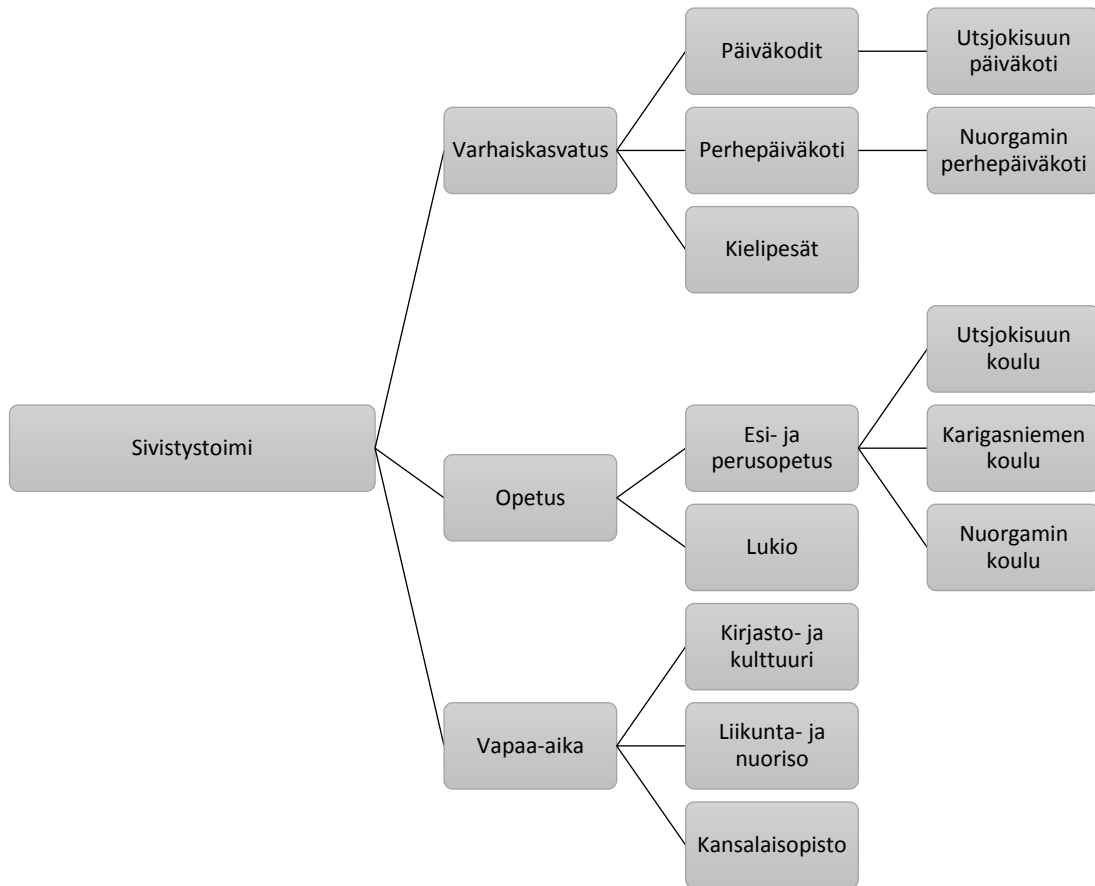 Sivistystoimi
Varhaiskasvatus
Päiväkodit
Utsjokisuun
päiväkoti
Perhepäiväkoti
Nuorgamin
perhepäiväkoti
Kielipesät
Opetus
Esi- ja
perusopetus
Utsjokisuun
koulu
Karigasniemen
koulu
Nuorgamin
koulu
Lukio
Vapaa-aika
Kirjasto- ja
kulttuuri
Liikunta- ja
nuoriso
Kansalaisopisto